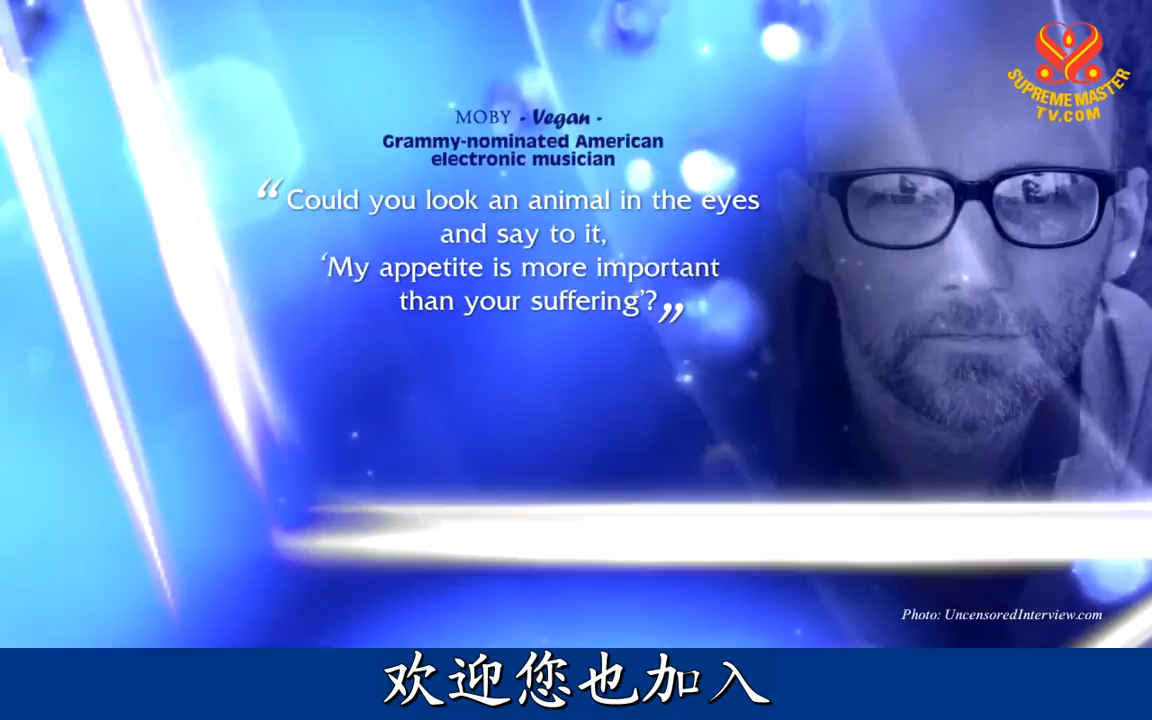 SUPREME MASTER
TV.COM
MOBY - Vegan -
Grammy-nominated American
electronic musician
“Could you look an animal in the eyes
and say to it,
‘My appetite is more important
than your suffering’?”
Photo: UncensoredInterview.com
欢迎您也加入